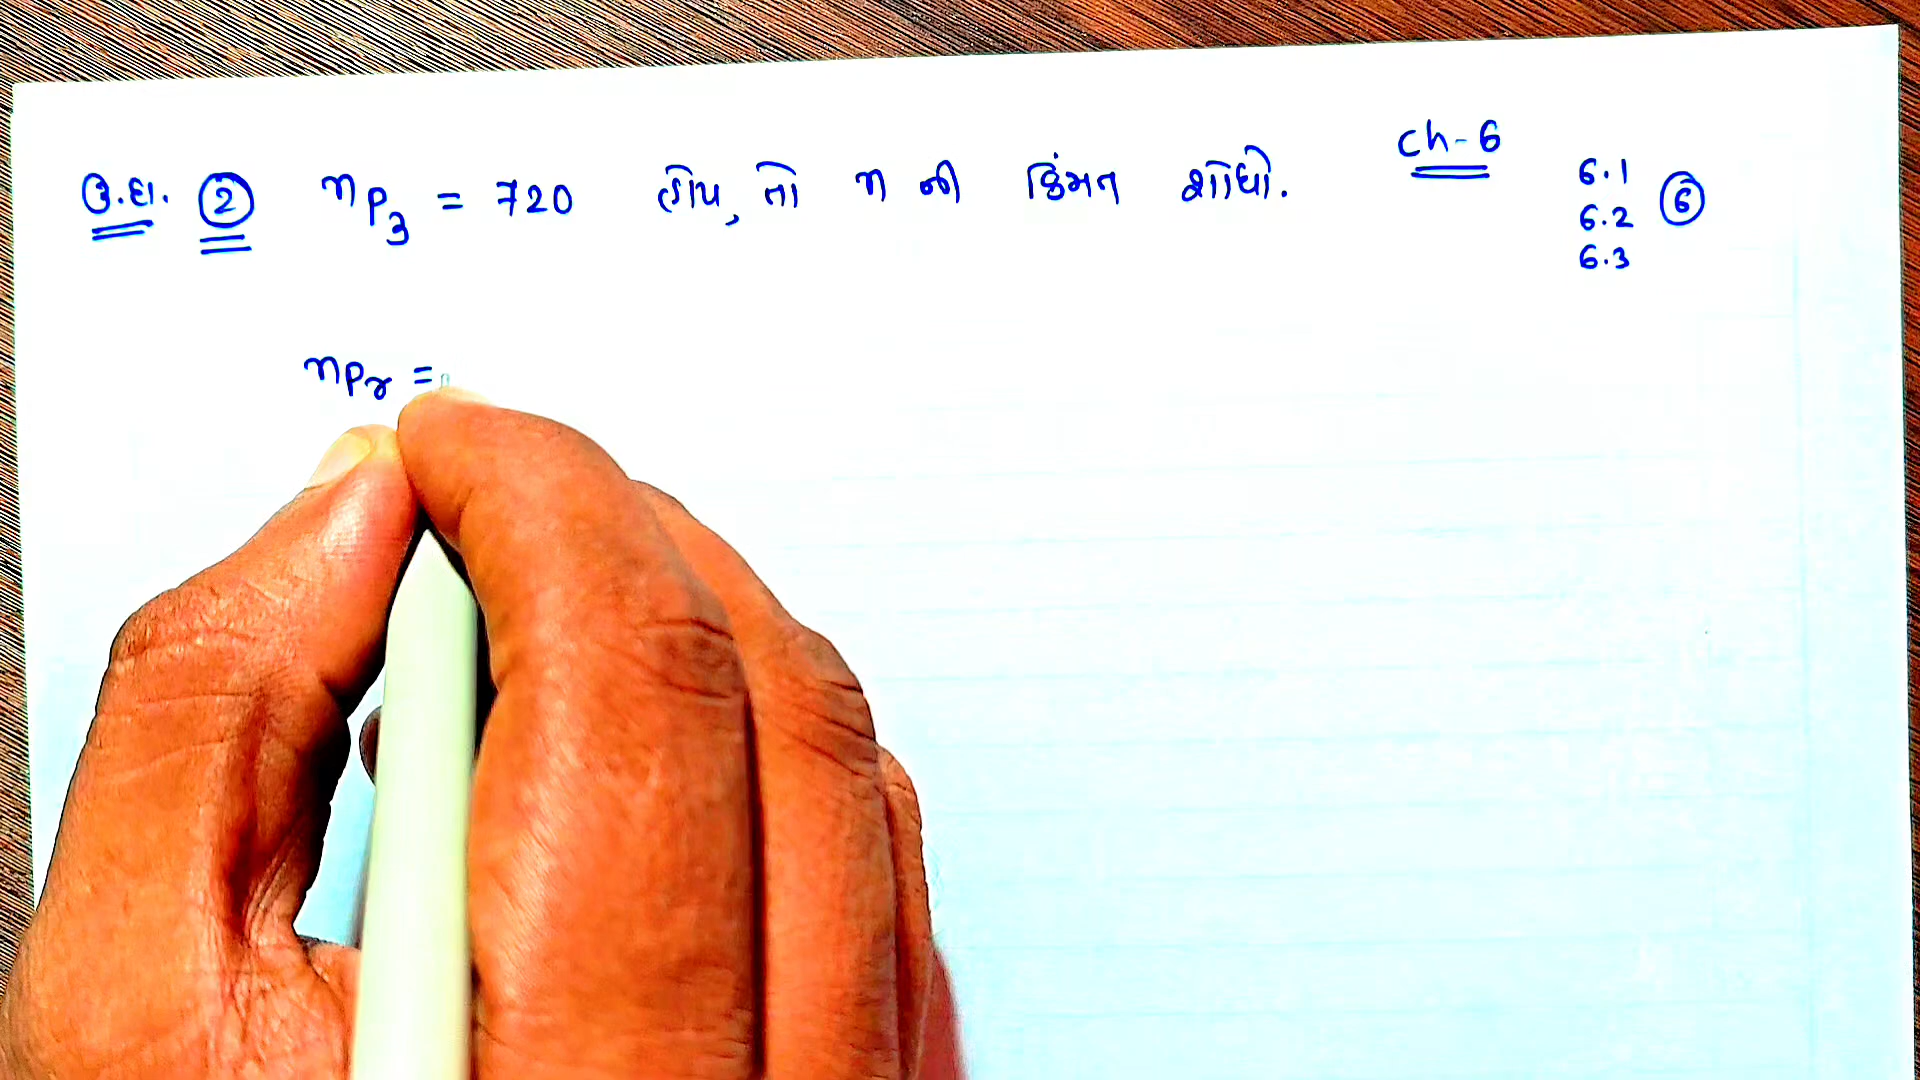 ઉ.દા. ② ⁿP₃ = 720 હોય, તો n ની કિંમત શોધો.
ch-6
6.1
6.2 ⑥
6.3
ⁿPᵣ =